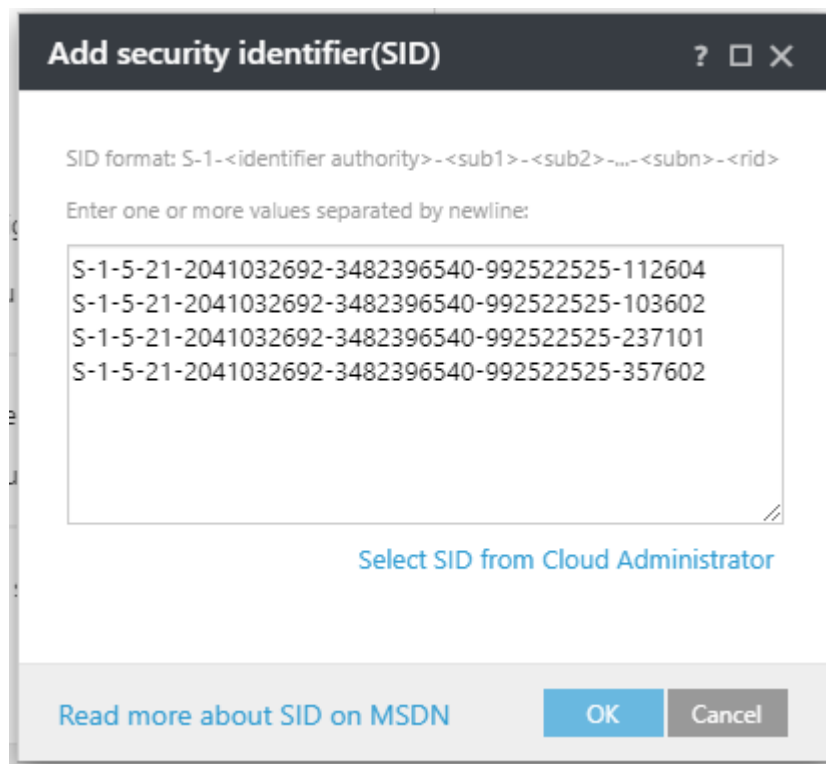 Add security identifier(SID)
?
SID format: S-1-<identifier authority>-<sub1>-<sub2>-...-<subn>-<rid>
Enter one or more values separated by newline:
S-1-5-21-2041032692-3482396540-992522525-112604
S-1-5-21-2041032692-3482396540-992522525-103602
S-1-5-21-2041032692-3482396540-992522525-237101
S-1-5-21-2041032692-3482396540-992522525-357602
Select SID from Cloud Administrator
Read more about SID on MSDN
OK
Cancel